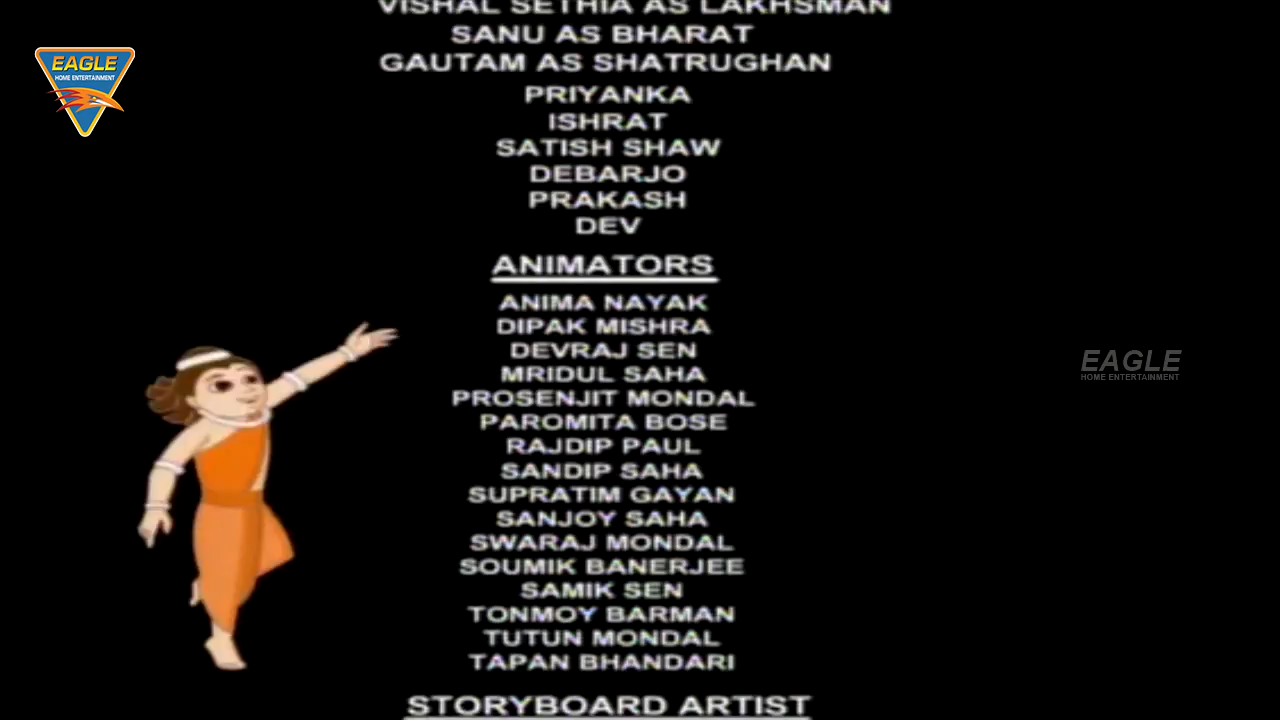 VISHAL SETHIA AS LAKHSMAN
SANU AS BHARAT
GAUTAM AS SHATRUGHAN
PRIYANKA
ISHRAT
SATISH SHAW
DEBARJO
PRAKASH
DEV
ANIMATORS
ANIMA NAYAK
DIPAK MISHRA
DEVRAJ SEN
MRIDUL SAHA
PROSENJIT MONDAL
PAROMITA BOSE
RAJDIP PAUL
SANDIP SAHA
SUPRATIM GAYAN
SANJOY SAHA
SWARAJ MONDAL
SOUMIK BANERJEE
SAMIK SEN
TONMOY BARMAN
TUTUN MONDAL
TAPAN BHANDARI
STORYBOARD ARTIST
EAGLE
HOME ENTERTAINMENT
EAGLE
HOME ENTERTAINMENT